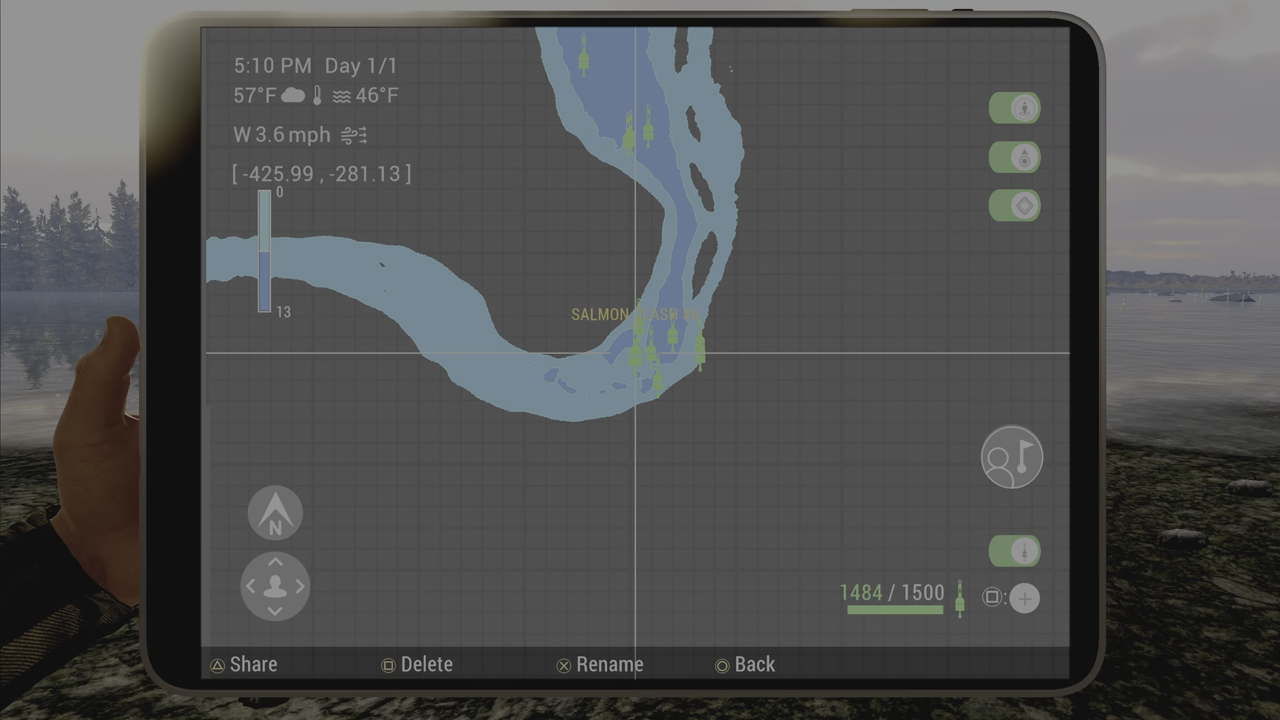 5:10 PM Day 1/1
57°F 46°F
W 3.6 mph
[ -425.99 , -281.13 ]
0
13
SALMON
N
1484 / 1500
Share
Delete
Rename
Back